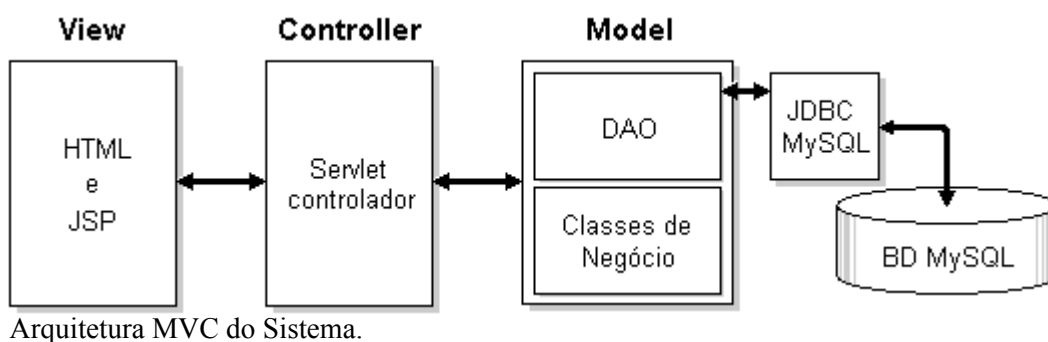 View
Controller
Model
HTML
e
JSP
Servlet
controlador
DAO
Classes de
Negócio
JDBC
MySQL
BD MySQL
Arquitetura MVC do Sistema.